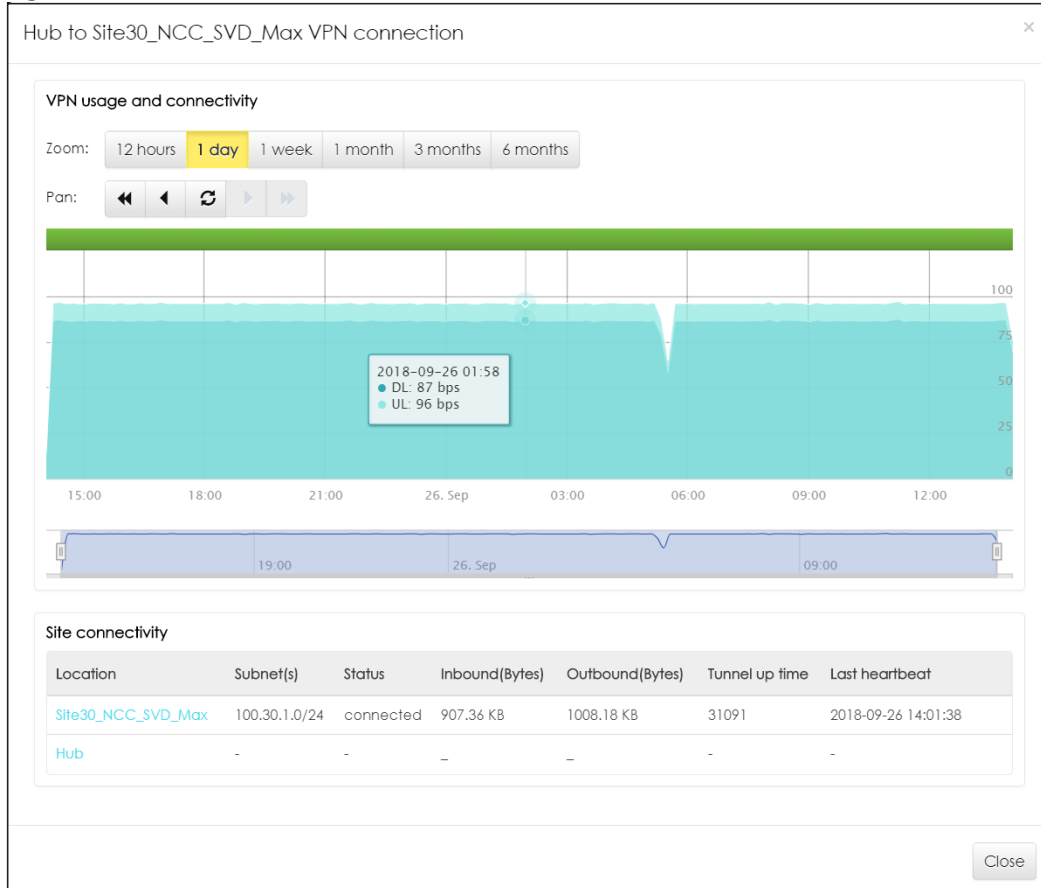 Hub to Site30_NCC_SVD_Max VPN connection ×
VPN usage and connectivity
Zoom: 12 hours 1 day 1 week 1 month 3 months 6 months
Pan:
100
75
50
25
0
2018-09-26 01:58
DL: 87 bps
UL: 96 bps
15:00 18:00 21:00 26. Sep 03:00 06:00 09:00 12:00
19:00 26. Sep 09:00
Site connectivity
Location Subnet(s) Status Inbound(Bytes) Outbound(Bytes) Tunnel up time Last heartbeat
Site30_NCC_SVD_Max 100.30.1.0/24 connected 907.36 KB 1008.18 KB 31091 2018-09-26 14:01:38
Hub - - _ _ - -
Close